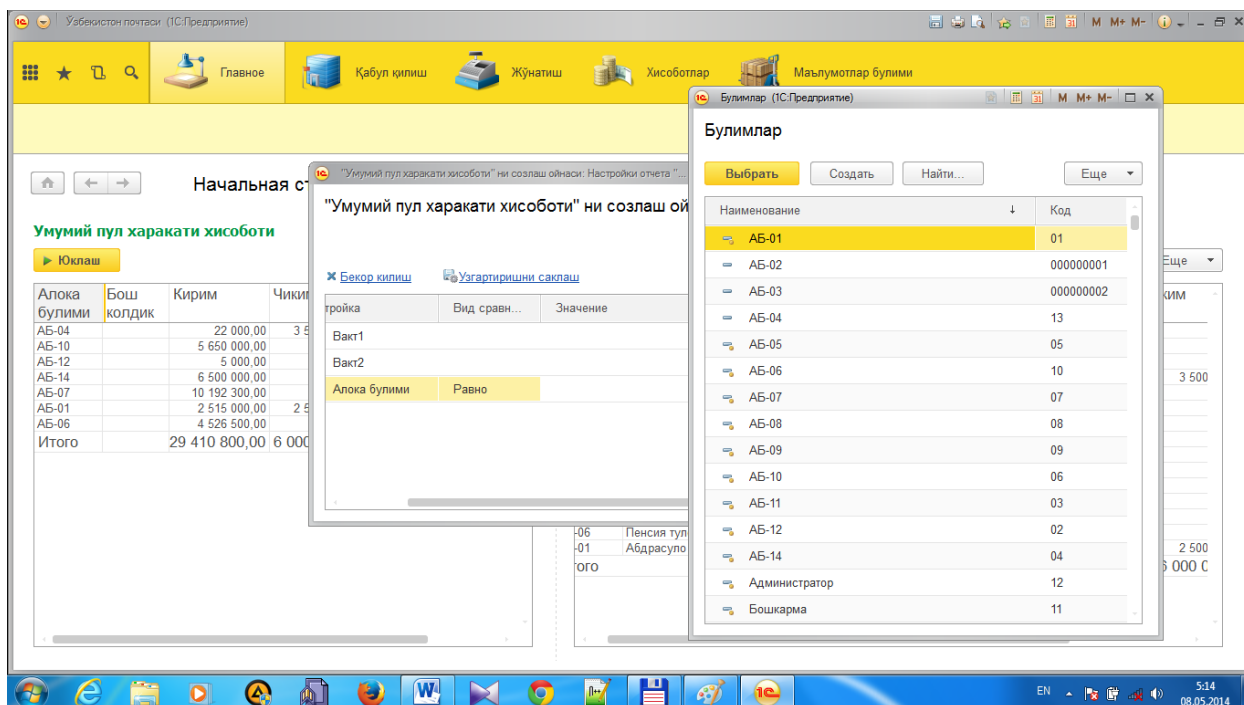 Ўзбекистон почтаси (1С:Предприятие)
M M+ M-
Главное
Қабул қилиш
Жўнатиш
Хисоботлар
Маълумотлар булими
Начальная ст
Умумий пул харакати хисоботи
Юклаш
Еще
Алока булими
Бош колдик
Кирим
Чиким
АБ-04 22 000,00 3 5
АБ-10 5 650 000,00
АБ-12 5 000,00
АБ-14 6 500 000,00
АБ-07 10 192 300,00
АБ-01 2 515 000,00 2 5
АБ-06 4 526 500,00
Итого 29 410 800,00 6 000
"Умумий пул харакати хисоботи" ни созлаш ойнаси: Настройки отчета "...
"Умумий пул харакати хисоботи" ни созлаш ой
Бекор килиш
Узгартиришни саклаш
тройка Вид сравн... Значение
Вакт1
Вакт2
Алока булими Равно
-06 Пенсия тул
-01 Абдрасуло
ого
ким
3 500
2 500
6 000 0
Булимлар (1С:Предприятие)
M M+ M-
Булимлар
Выбрать Создать Найти... Еще
Наименование ↓ Код
АБ-01 01
АБ-02 000000001
АБ-03 000000002
АБ-04 13
АБ-05 05
АБ-06 10
АБ-07 07
АБ-08 08
АБ-09 09
АБ-10 06
АБ-11 03
АБ-12 02
АБ-14 04
Администратор 12
Бошкарма 11
EN
5:14
08.05.2014